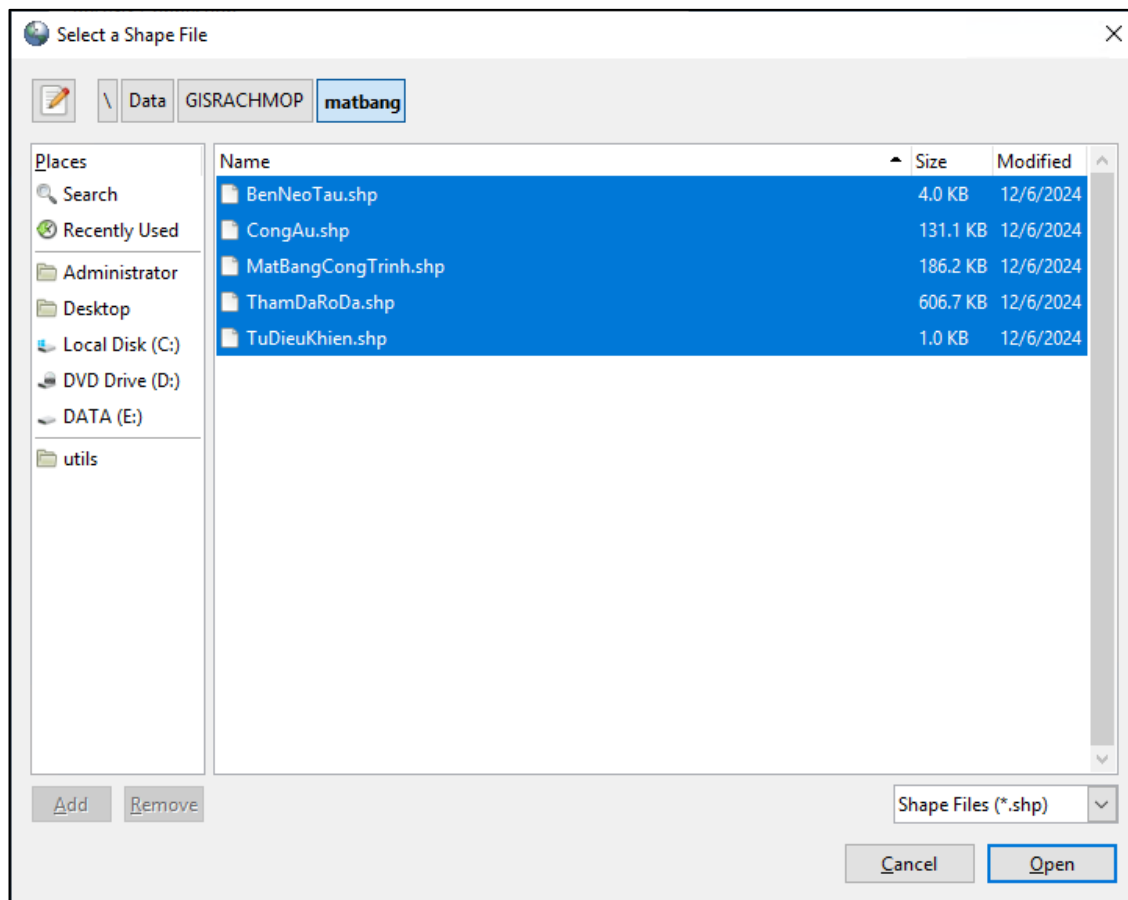 Select a Shape File
\ Data GISRACHMOP matbang
Places
Search
Recently Used
Administrator
Desktop
Local Disk (C:)
DVD Drive (D:)
DATA (E:)
utils
Name Size Modified
BenNeoTau.shp 4.0 KB 12/6/2024
CongAu.shp 131.1 KB 12/6/2024
MatBangCongTrinh.shp 186.2 KB 12/6/2024
ThamDaRoDa.shp 606.7 KB 12/6/2024
TuDieuKhien.shp 1.0 KB 12/6/2024
Add Remove
Shape Files (*.shp)
Cancel Open